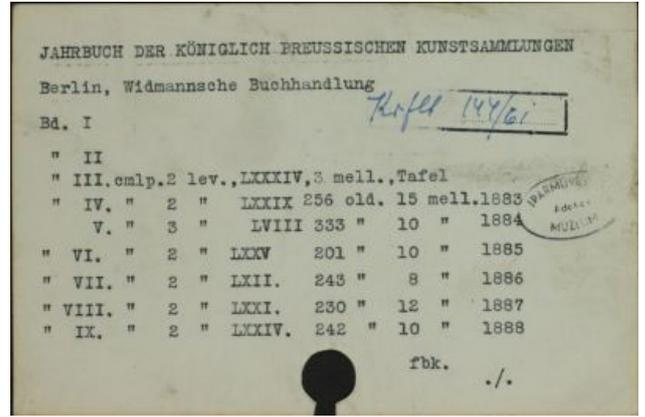 JAHRBUCH DER KÖNIGLICH PREUSSISCHEN KUNSTSAMMLUNGEN
Berlin, Widmannsche Buchhandlung
144/61
Bd. I
" II
" III. cmlp. 2 lev., LXXXIV, 3 mell., Tafel
" IV. " 2 " LXXIX 256 old. 15 mell. 1883
V. " 3 " LVIII 333 " 10 " 1884
IPARMŰV
MÚZEUM
" VI. " 2 " LXXV 201 " 10 " 1885
" VII. " 2 " LXII. 243 " 8 " 1886
" VIII. " 2 " LXXI. 230 " 12 " 1887
" IX. " 2 " LXXIV. 242 " 10 " 1888
fbk.
./.